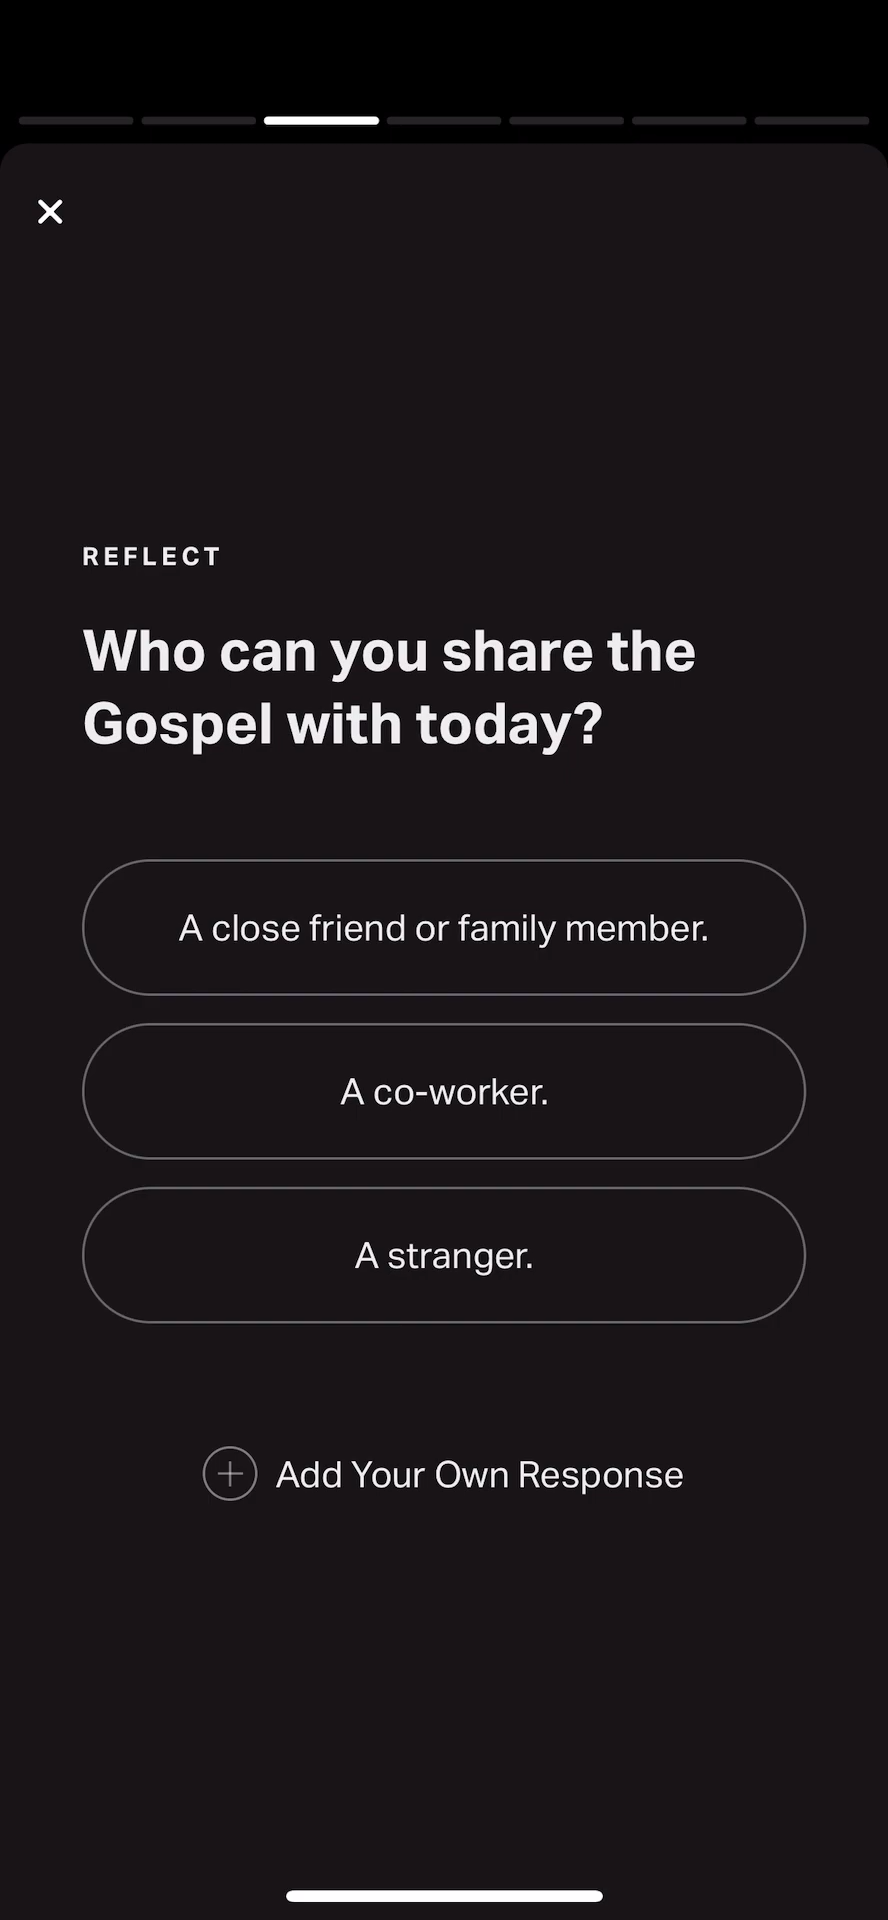 REFLECT
Who can you share the
Gospel with today?
A close friend or family member.
A co-worker.
A stranger.
Add Your Own Response